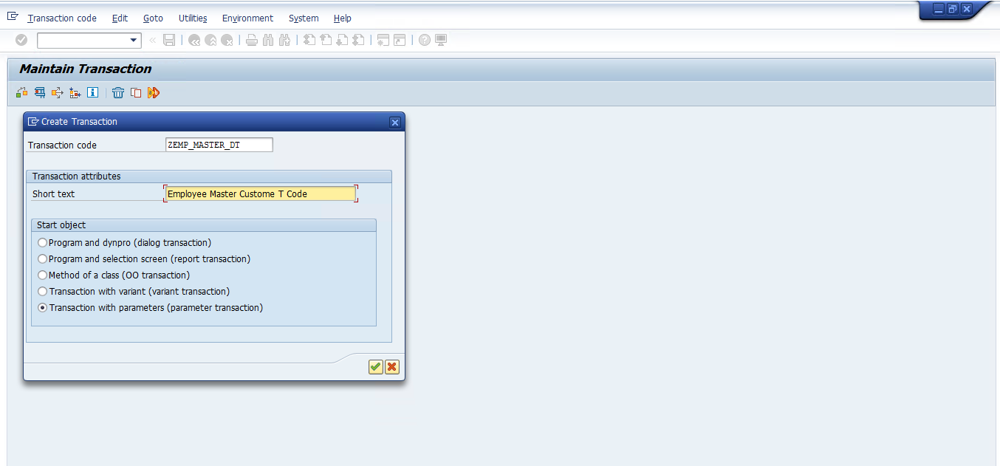 Transaction code Edit Goto Utilities Environment System Help
Maintain Transaction
Create Transaction
Transaction code ZEMP_MASTER_DT
Transaction attributes
Short text Employee Master Custome T Code
Start object
Program and dynpro (dialog transaction)
Program and selection screen (report transaction)
Method of a class (OO transaction)
Transaction with variant (variant transaction)
Transaction with parameters (parameter transaction)